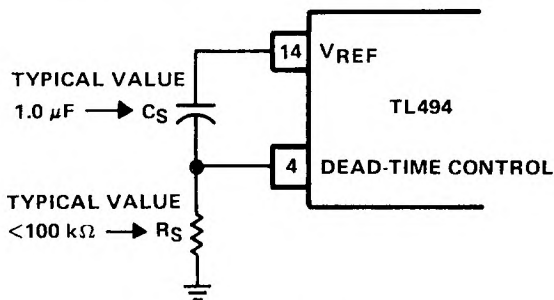 14 VREF
TYPICAL VALUE
1.0 μF CS
TL494
4 DEAD-TIME CONTROL
TYPICAL VALUE
<100 kΩ RS